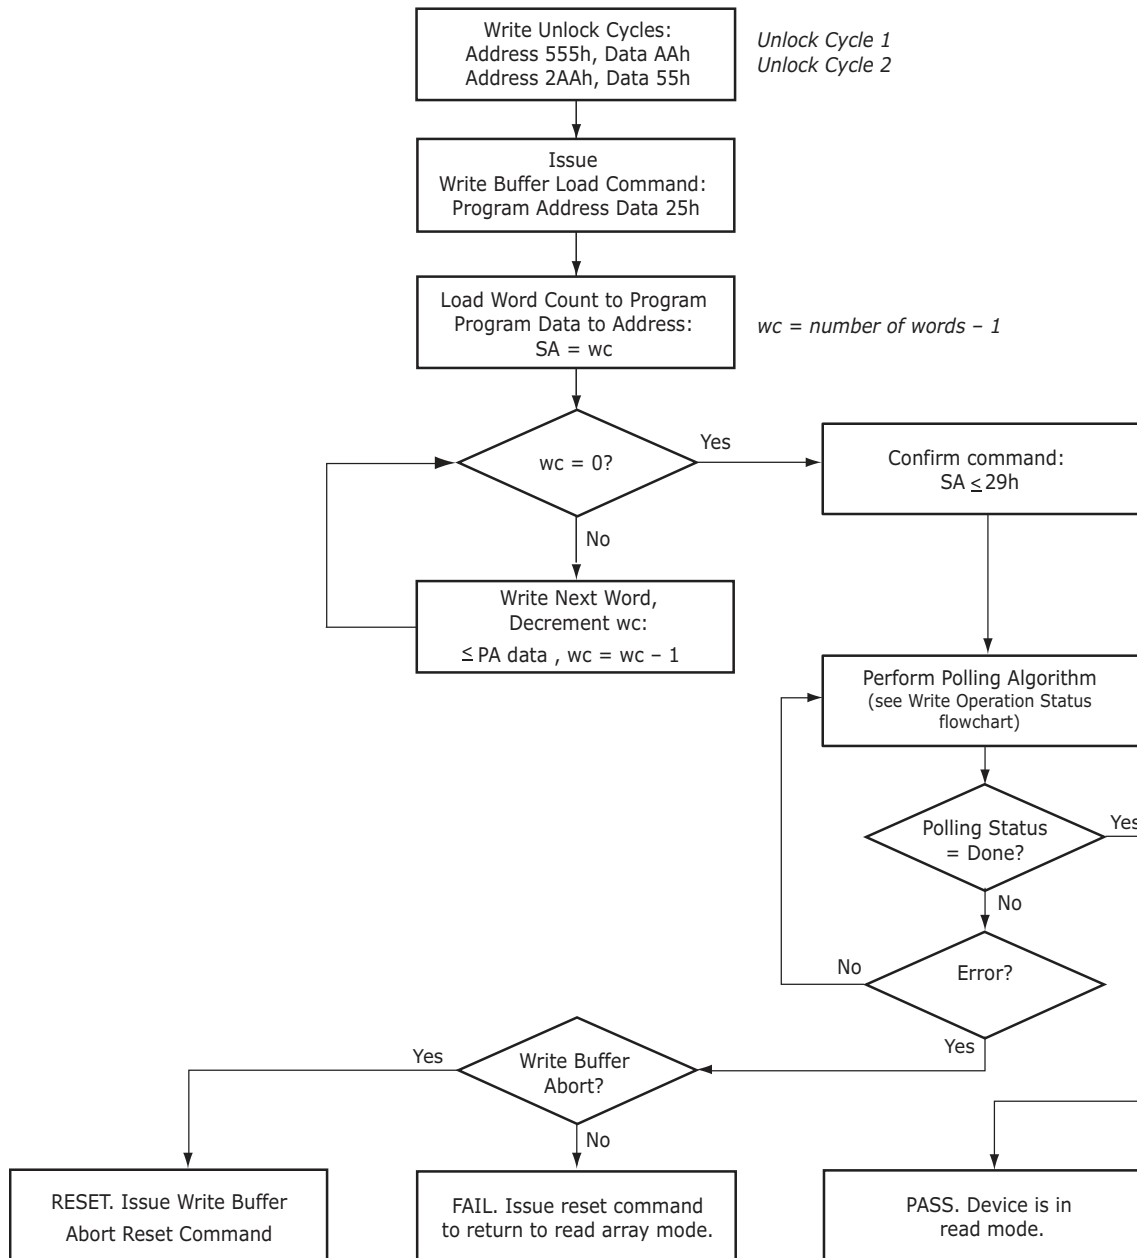 Write Unlock Cycles:
Address 555h, Data AAh
Address 2AAh, Data 55h
Unlock Cycle 1
Unlock Cycle 2
Issue
Write Buffer Load Command:
Program Address Data 25h
Load Word Count to Program
Program Data to Address:
SA = wc
wc = number of words – 1
wc = 0?
Yes
No
Confirm command:
SA ≤ 29h
Write Next Word,
Decrement wc:
≤ PA data , wc = wc – 1
Perform Polling Algorithm
(see Write Operation Status
flowchart)
Polling Status
= Done?
Yes
No
Error?
No
Yes
Write Buffer
Abort?
Yes
No
RESET. Issue Write Buffer
Abort Reset Command
FAIL. Issue reset command
to return to read array mode.
PASS. Device is in
read mode.